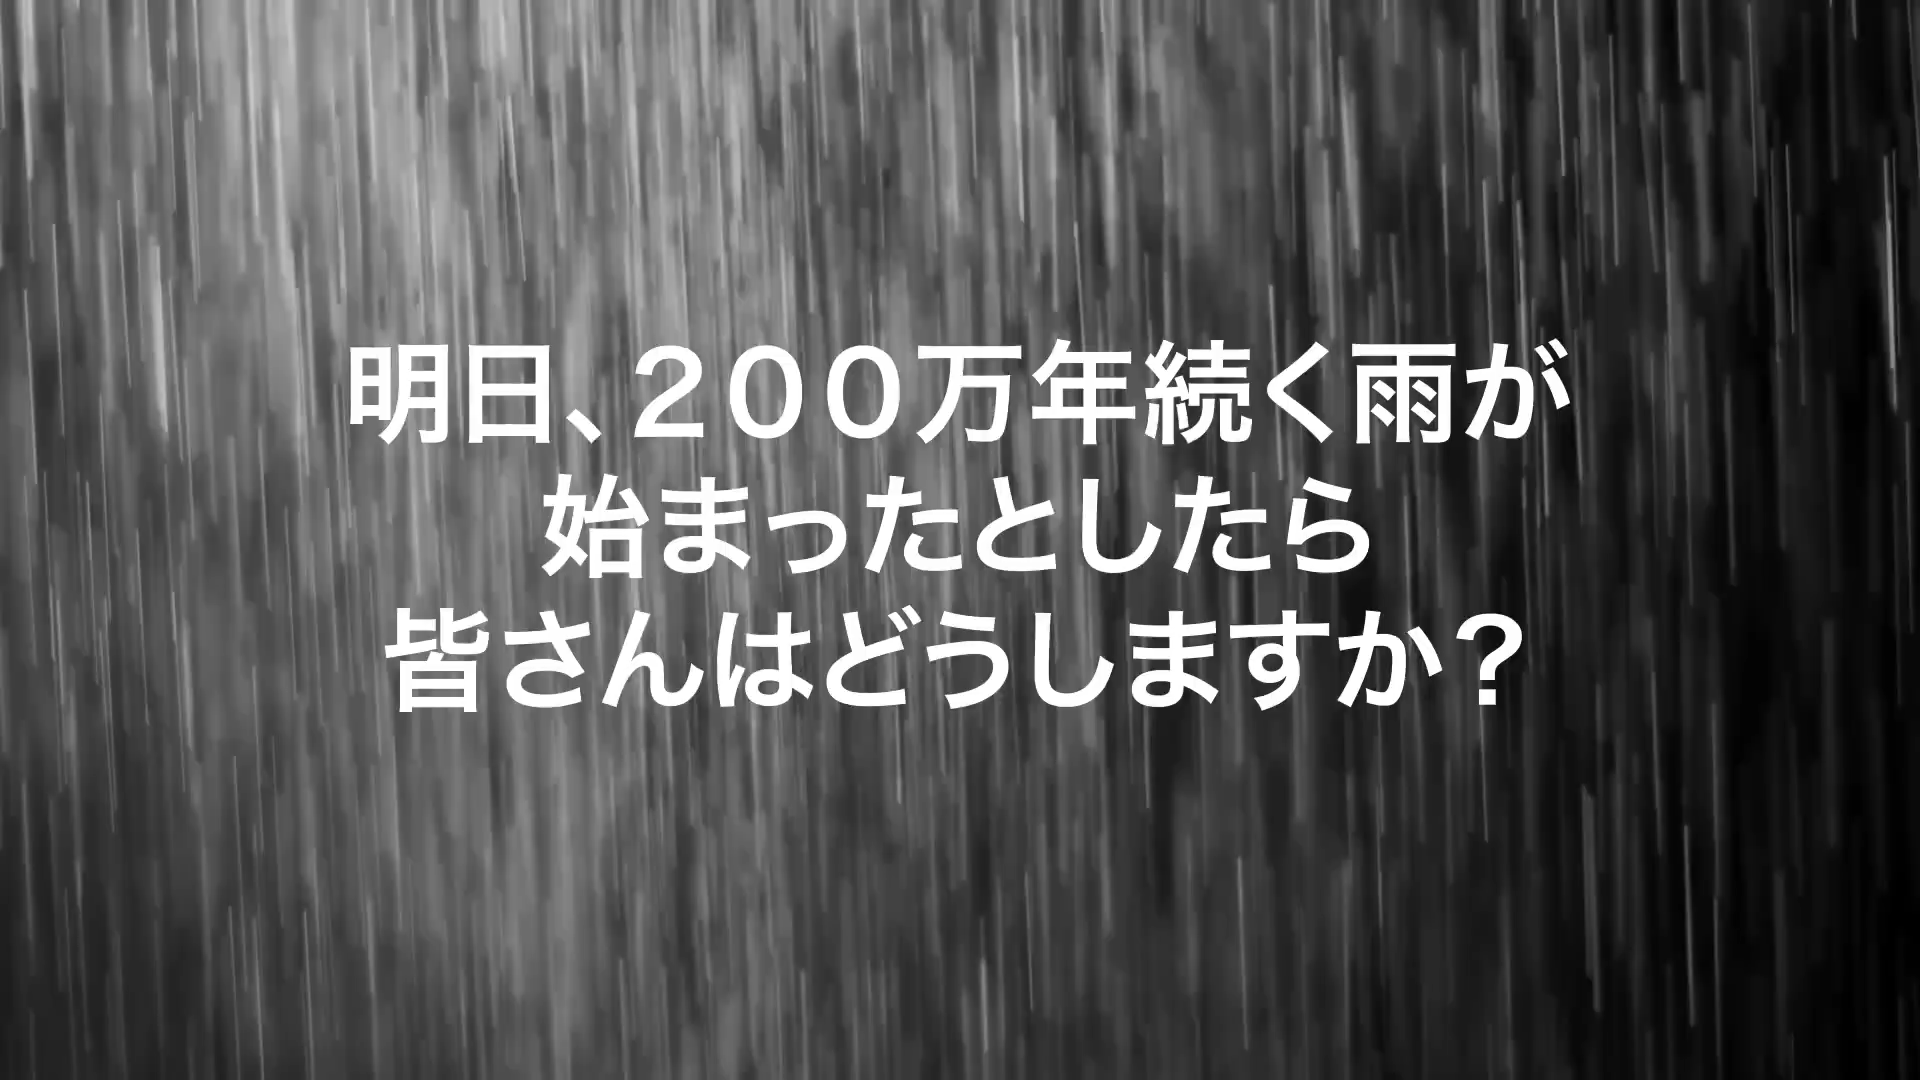 明日、２００万年続く雨が
始まったとしたら
皆さんはどうしますか？